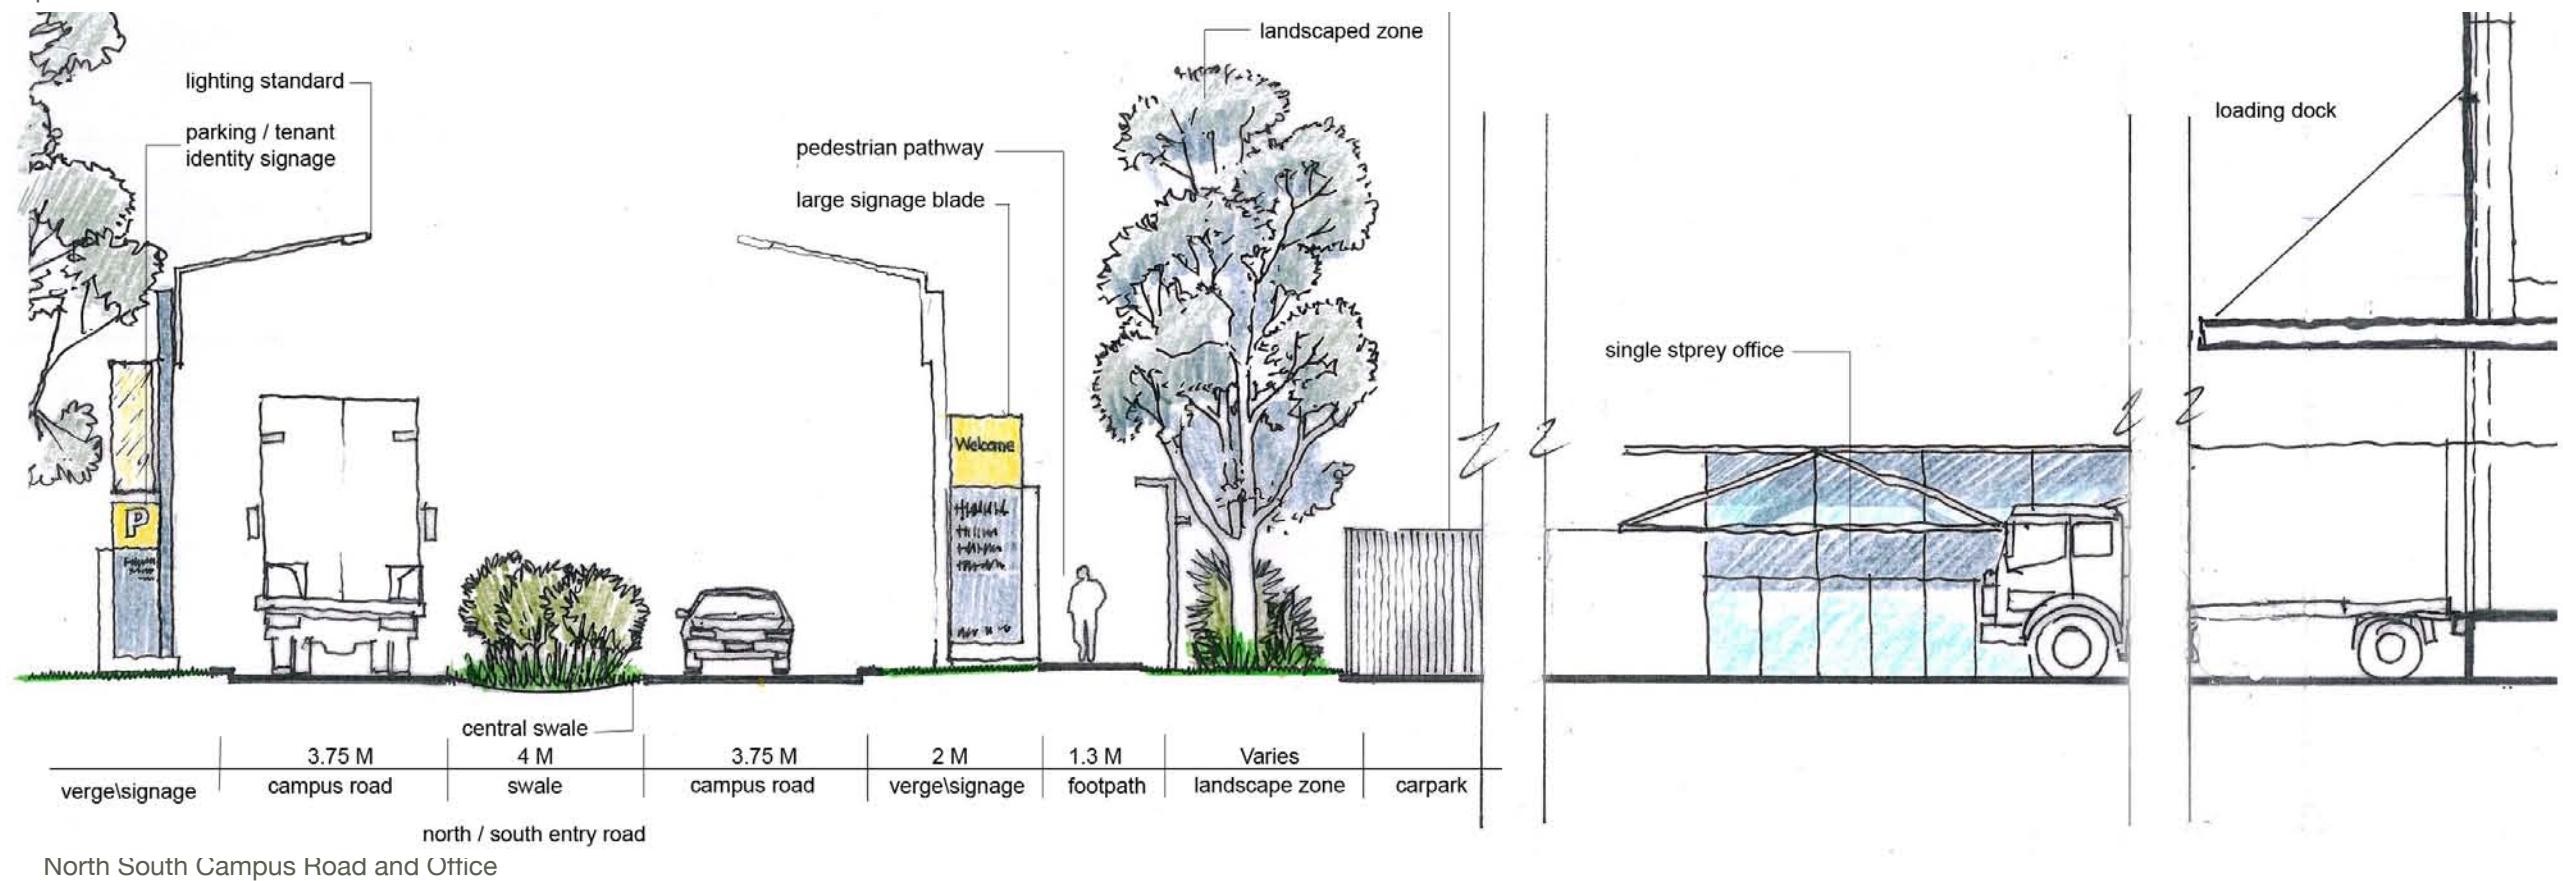 landscaped zone
lighting standard
parking / tenant
identity signage
pedestrian pathway
large signage blade
loading dock
single stprey office
Welcome
P
central swale
3.75 M
4 M
3.75 M
2 M
1.3 M
Varies
verge\signage
campus road
swale
campus road
verge\signage
footpath
landscape zone
carpark
north / south entry road
North South Campus Road and Office